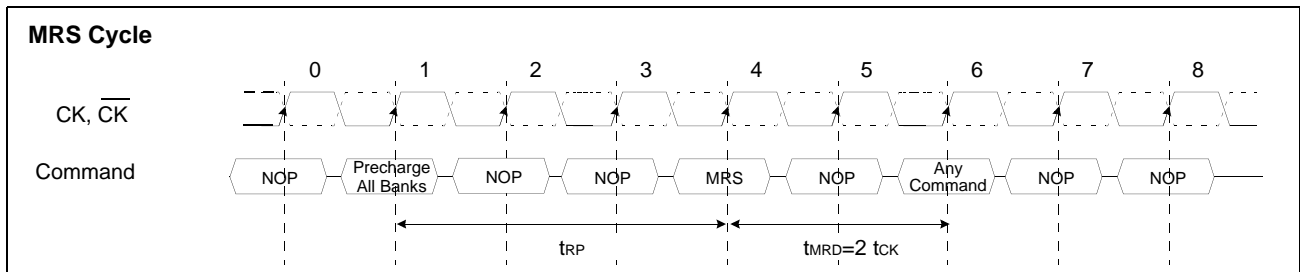 MRS Cycle
0 1 2 3 4 5 6 7 8
CK, C̅K̅
Command
NOP Precharge All Banks NOP NOP MRS NOP Any Command NOP NOP
tRP tMRD=2 tCK